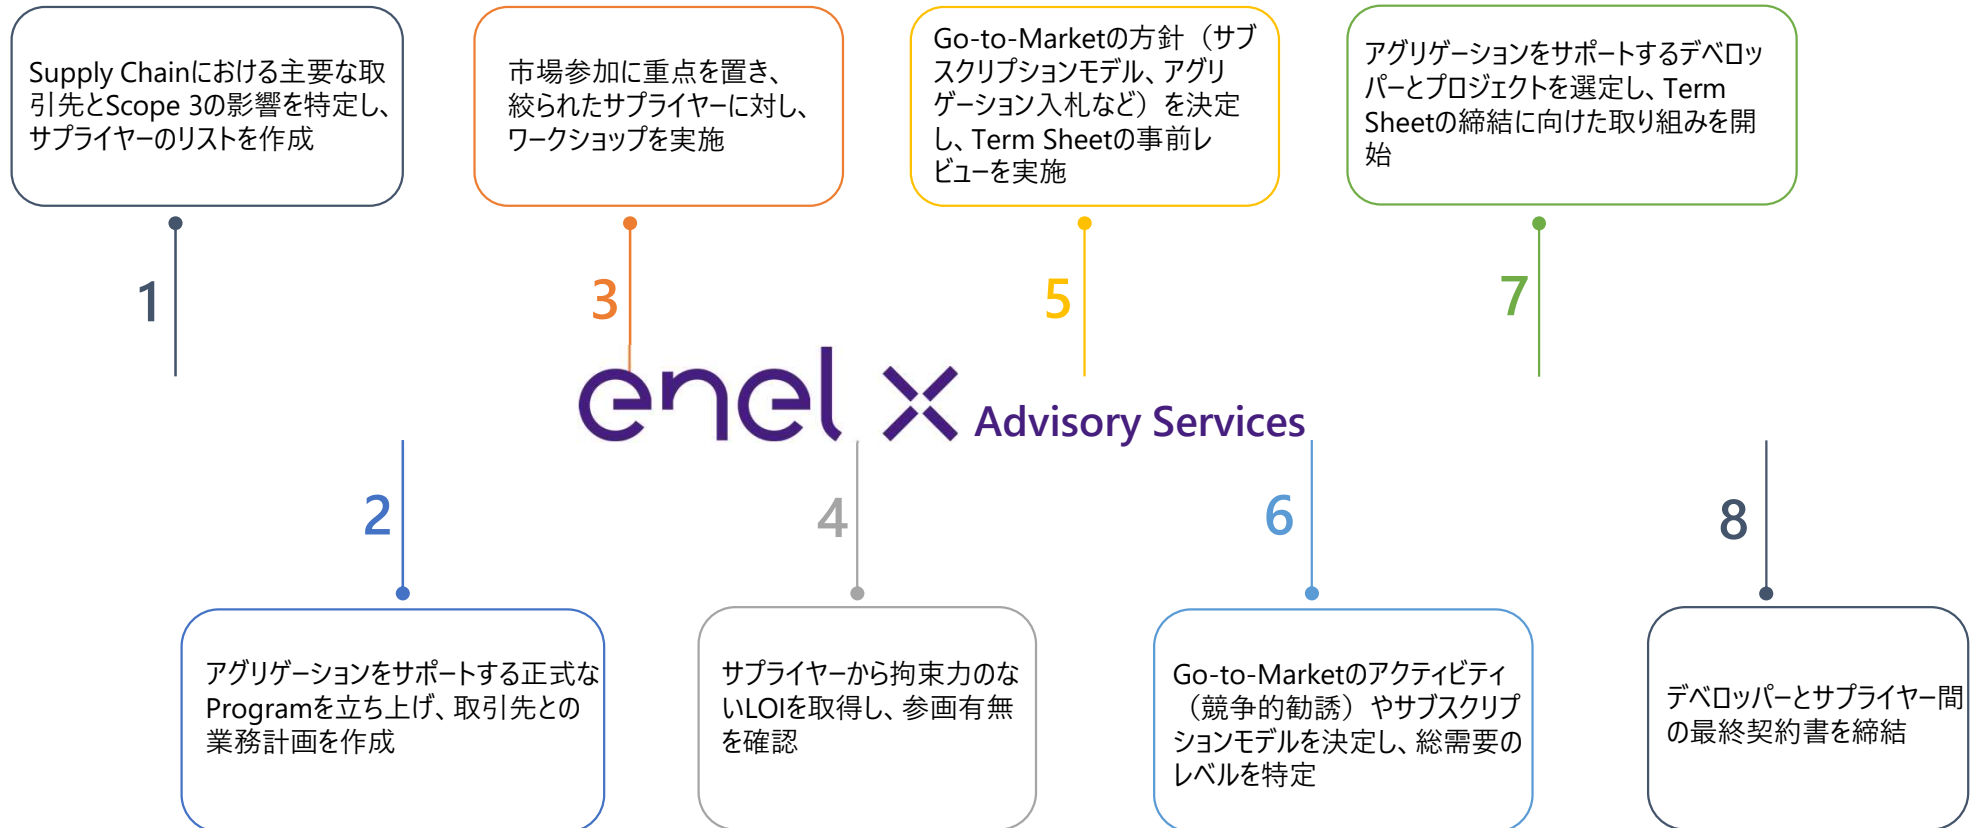 Supply Chainにおける主要な取
引先とScope 3の影響を特定し、
サプライヤーのリストを作成
1
アグリゲーションをサポートする正式な
Programを立ち上げ、取引先との
業務計画を作成
2
市場参加に重点を置き、
絞られたサプライヤーに対し、
ワークショップを実施
3
サプライヤーから拘束力のな
いLOIを取得し、参画有無
を確認
4
Go-to-Marketの方針（サブ
スクリプションモデル、アグリ
ゲーション入札など）を決定
し、Term Sheetの事前レ
ビューを実施
5
Go-to-Marketのアクティビティ
（競争的勧誘）やサブスクリプ
ションモデルを決定し、総需要の
レベルを特定
6
アグリゲーションをサポートするデベロッ
パーとプロジェクトを選定し、Term
Sheetの締結に向けた取り組みを開
始
7
デベロッパーとサプライヤー間
の最終契約書を締結
8
enel x Advisory Services